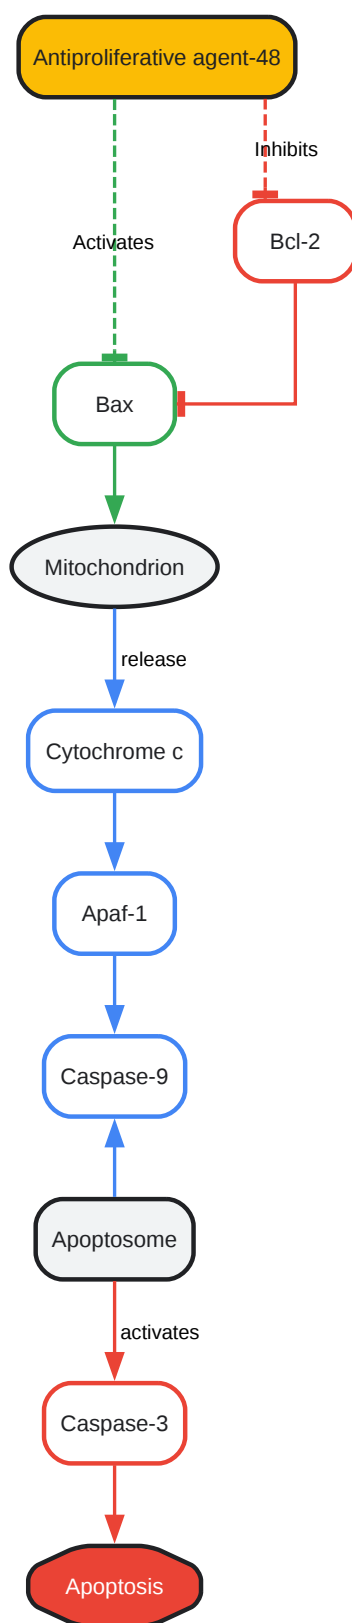 Antiproliferative agent-48
Inhibits
Bcl-2
Activates
Bax
Mitochondrion
release
Cytochrome c
Apaf-1
Caspase-9
Apoptosome
activates
Caspase-3
Apoptosis